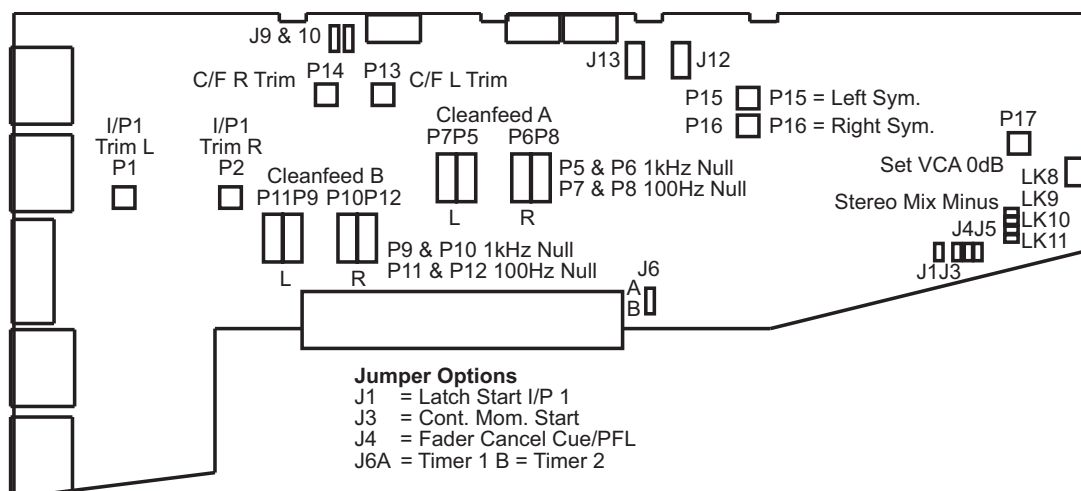 J9 & 10
J13
J12
P14
P13
C/F R Trim
C/F L Trim
P15
P15 = Left Sym.
P16
P16 = Right Sym.
P17
Cleanfeed A
P7P5
P6P8
I/P1
Trim L
P1
I/P1
Trim R
P2
P5 & P6 1kHz Null
P7 & P8 100Hz Null
Set VCA 0dB
LK8
Cleanfeed B
P11P9
P10P12
L
R
Stereo Mix Minus
LK9
LK10
LK11
J4J5
J1J3
P9 & P10 1kHz Null
P11 & P12 100Hz Null
L
R
J6
A
B
Jumper Options
J1 = Latch Start I/P 1
J3 = Cont. Mom. Start
J4 = Fader Cancel Cue/PFL
J6A = Timer 1 B = Timer 2